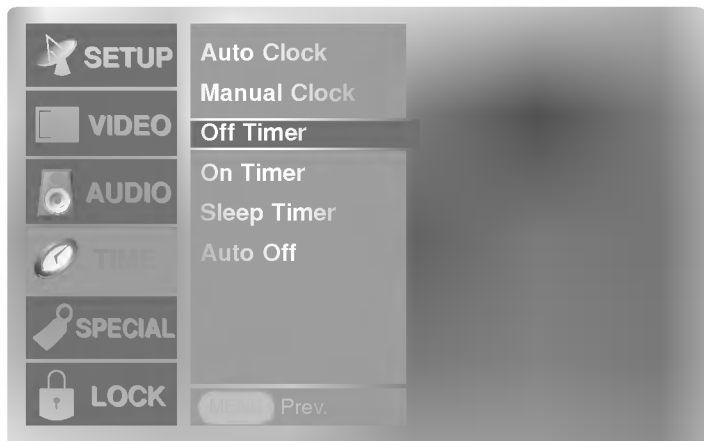 SETUP
VIDEO
AUDIO
TIME
SPECIAL
LOCK
Auto Clock
Manual Clock
Off Timer
On Timer
Sleep Timer
Auto Off
MENU Prev.